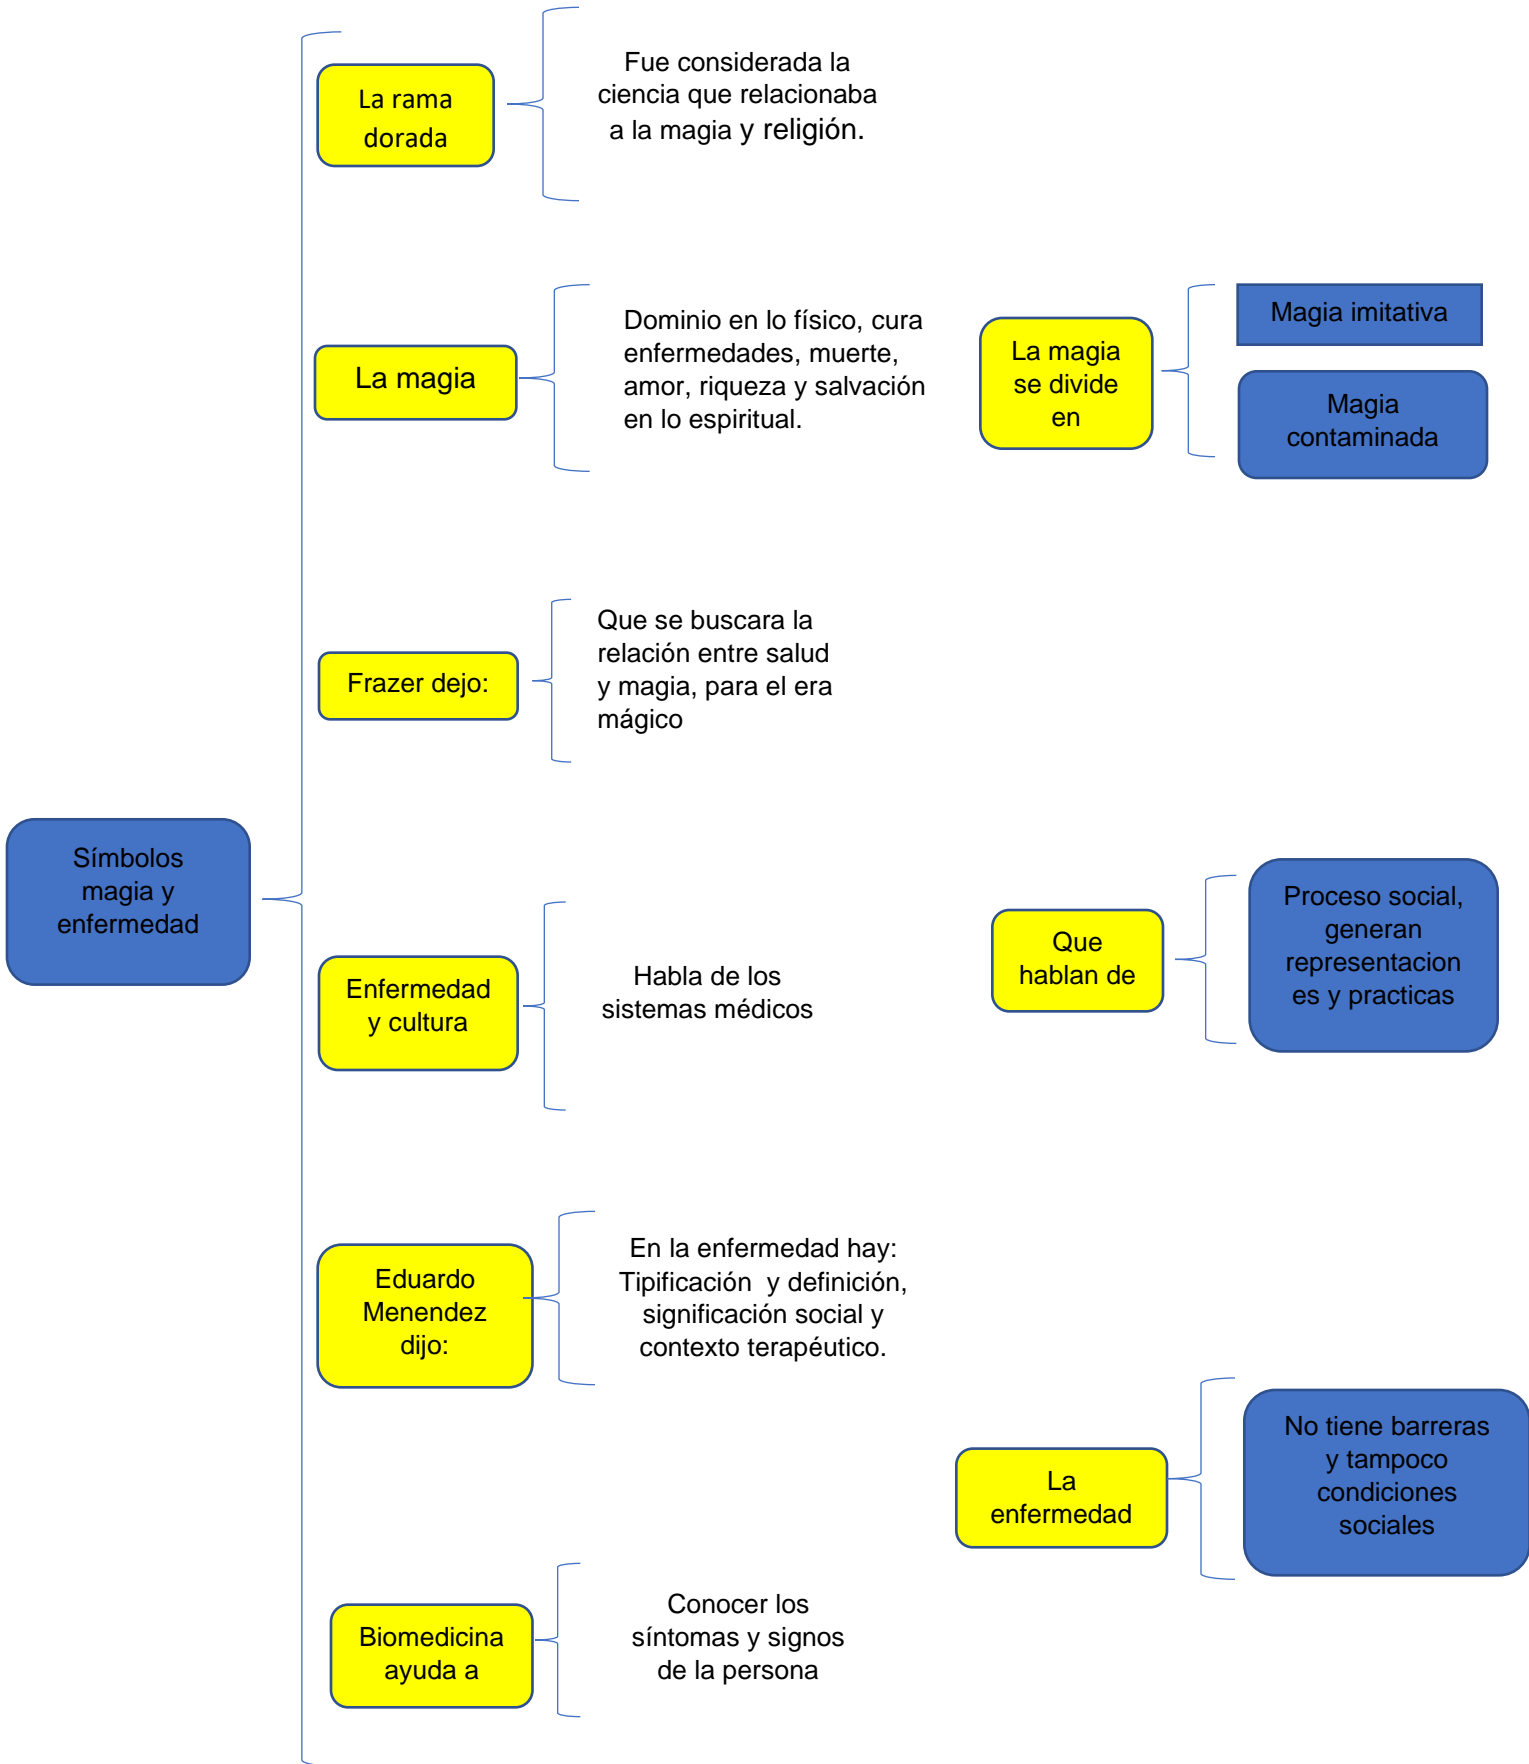 Símbolos
magia y
enfermedad
La rama
dorada
Fue considerada la
ciencia que relacionaba
a la magia y religión.
La magia
Dominio en lo físico, cura
enfermedades, muerte,
amor, riqueza y salvación
en lo espiritual.
La magia
se divide
en
Magia imitativa
Magia
contaminada
Frazer dejo:
Que se buscara la
relación entre salud
y magia, para el era
mágico
Enfermedad
y cultura
Habla de los
sistemas médicos
Que
hablan de
Proceso social,
generan
representacion
es y practicas
Eduardo
Menendez
dijo:
En la enfermedad hay:
Tipificación  y definición,
significación social y
contexto terapéutico.
La
enfermedad
No tiene barreras
y tampoco
condiciones
sociales
Biomedicina
ayuda a
Conocer los
síntomas y signos
de la persona